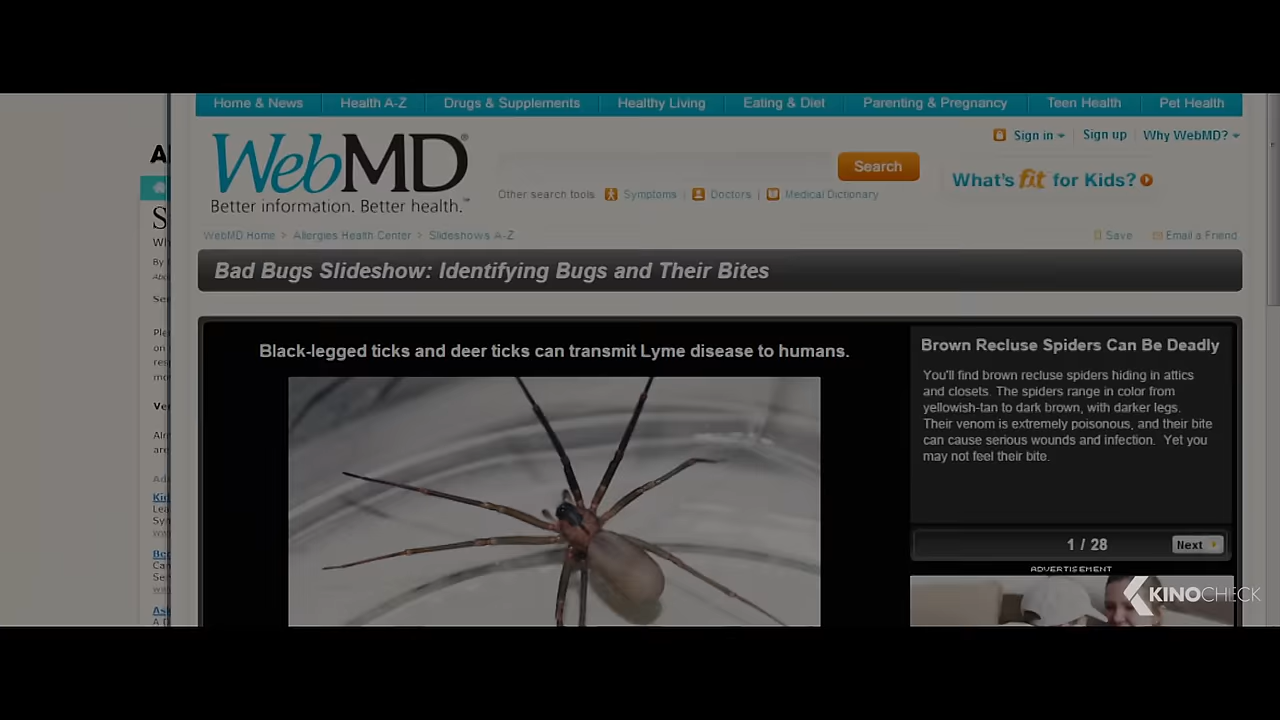 Home & News Health A-Z Drugs & Supplements Healthy Living Eating & Diet Parenting & Pregnancy Teen Health Pet Health
WebMD®
Better information. Better health.™
Search
Sign in Sign up Why WebMD?
What's fit for Kids?
Other search tools Symptoms Doctors Medical Dictionary
WebMD Home > Allergies Health Center > Slideshows A-Z
Save Email a Friend
Bad Bugs Slideshow: Identifying Bugs and Their Bites
Black-legged ticks and deer ticks can transmit Lyme disease to humans.
Brown Recluse Spiders Can Be Deadly
You'll find brown recluse spiders hiding in attics
and closets. The spiders range in color from
yellowish-tan to dark brown, with darker legs.
Their venom is extremely poisonous, and their bite
can cause serious wounds and infection. Yet you
may not feel their bite.
1 / 28
Next
ADVERTISEMENT
KINOCHECK